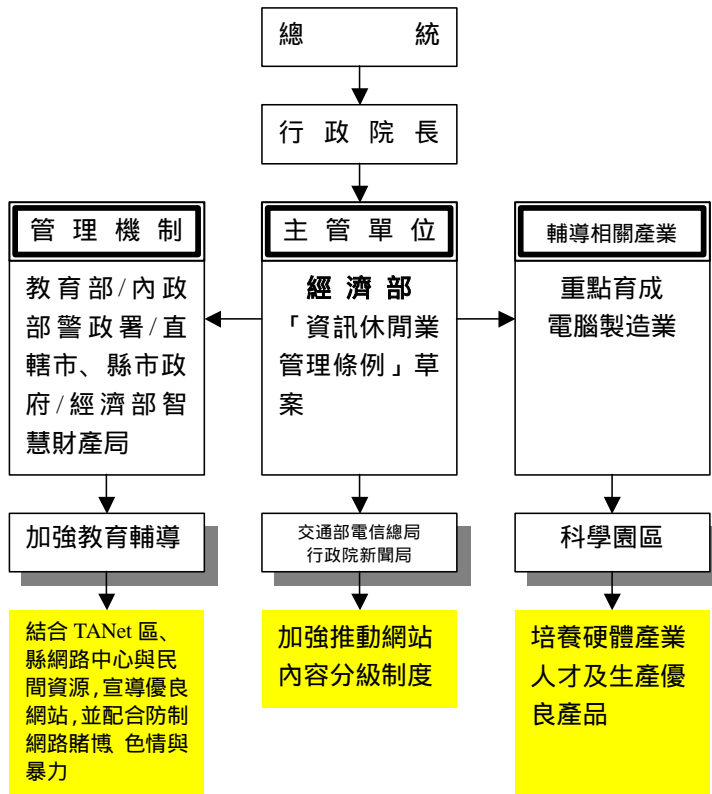 總統
行政院長
管理機制
教育部/內政
部警政署/直
轄市、縣市政
府/經濟部智
慧財產局
加強教育輔導
結合 TANet 區、
縣網路中心與民
間資源,宣導優良
網站,並配合防制
網路賭博 色情與
暴力
主管單位
經濟部
「資訊休閒業
管理條例」草
案
交通部電信總局
行政院新聞局
加強推動網站
內容分級制度
輔導相關產業
重點育成
電腦製造業
科學園區
培養硬體產業
人才及生產優
良產品